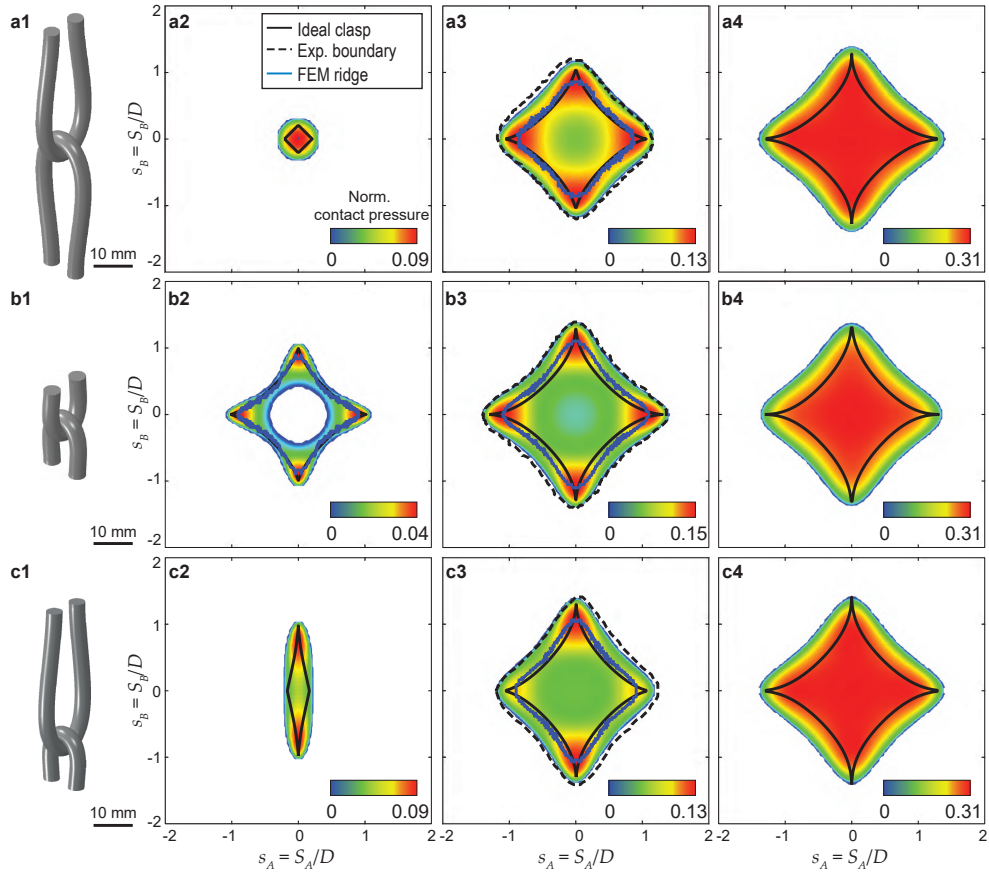 a1
10 mm
a2
Ideal clasp
Exp. boundary
FEM ridge
Norm.
contact pressure
0 0.09
s_B = S_B/D
2
1
0
-1
-2
a3
0 0.13
a4
0 0.31
b1
10 mm
b2
0 0.04
s_B = S_B/D
2
1
0
-1
-2
b3
0 0.15
b4
0 0.31
c1
10 mm
c2
0 0.09
s_B = S_B/D
2
1
0
-1
-2
c3
0 0.13
c4
0 0.31
-2 -1 0 1 2
-2 -1 0 1 2
-2 -1 0 1 2
s_A = S_A/D
s_A = S_A/D
s_A = S_A/D